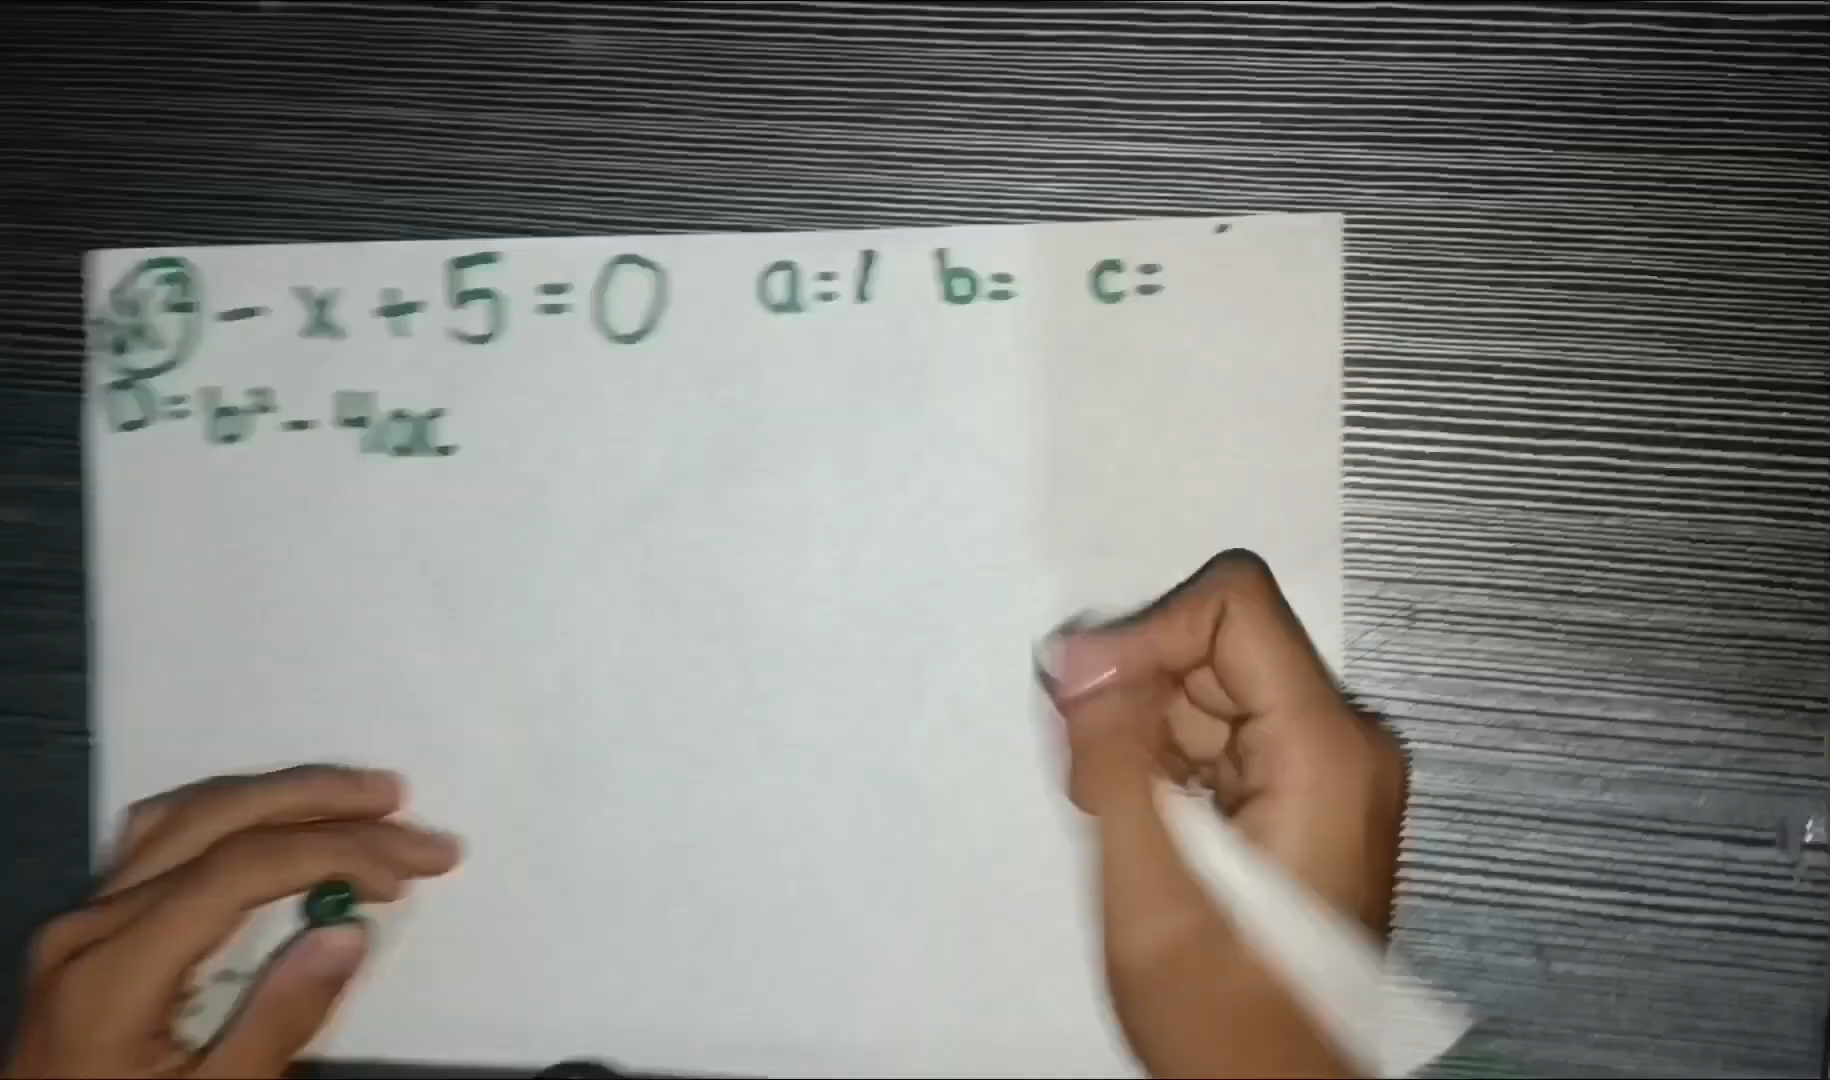 x² - x + 5 = 0 a = 1 b = c =
D = b² - 4ac